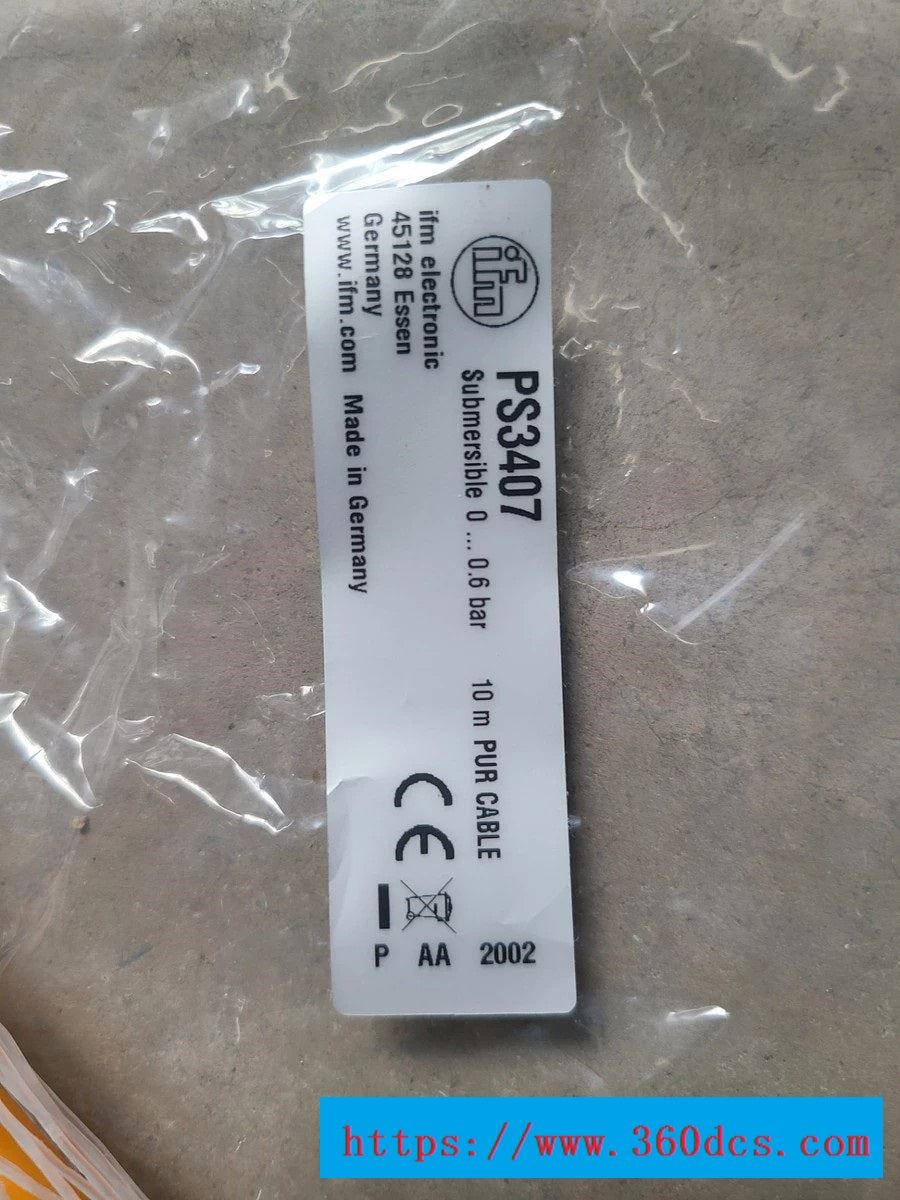 ifm
PS3407
Submersible 0 ... 0.6 bar 10 m PUR CABLE
ifm electronic
45128 Essen
Germany
www.ifm.com Made in Germany
CE
P AA 2002
https://www.360dcs.com